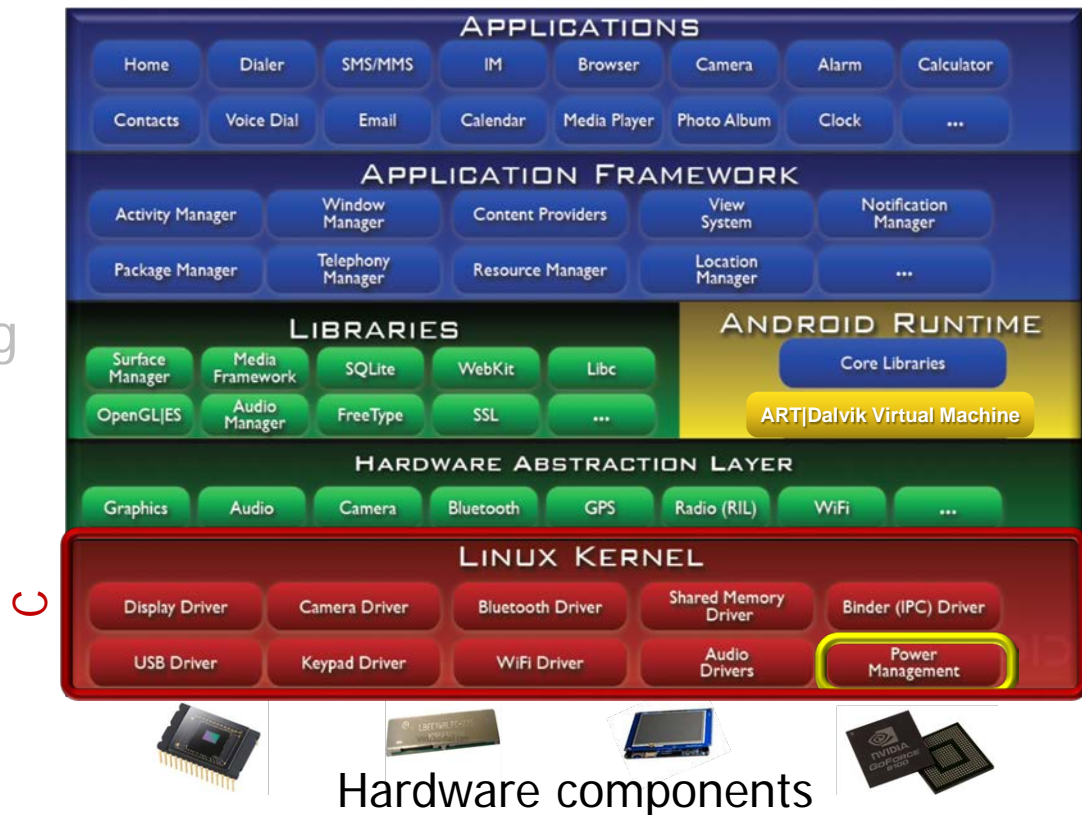 APPLICATIONS
Home Dialer SMS/MMS IM Browser Camera Alarm Calculator
Contacts Voice Dial Email Calendar Media Player Photo Album Clock ...
APPLICATION FRAMEWORK
Activity Manager Window Manager Content Providers View System Notification Manager
Package Manager Telephony Manager Resource Manager Location Manager ...
g
LIBRARIES
Surface Manager Media Framework SQLite WebKit Libc
OpenGL|ES Audio Manager FreeType SSL ...
ANDROID RUNTIME
Core Libraries
ART|Dalvik Virtual Machine
HARDWARE ABSTRACTION LAYER
Graphics Audio Camera Bluetooth GPS Radio (RIL) WiFi ...
C
LINUX KERNEL
Display Driver Camera Driver Bluetooth Driver Shared Memory Driver Binder (IPC) Driver
USB Driver Keypad Driver WiFi Driver Audio Drivers Power Management
NVIDIA
GOFORCE
Hardware components